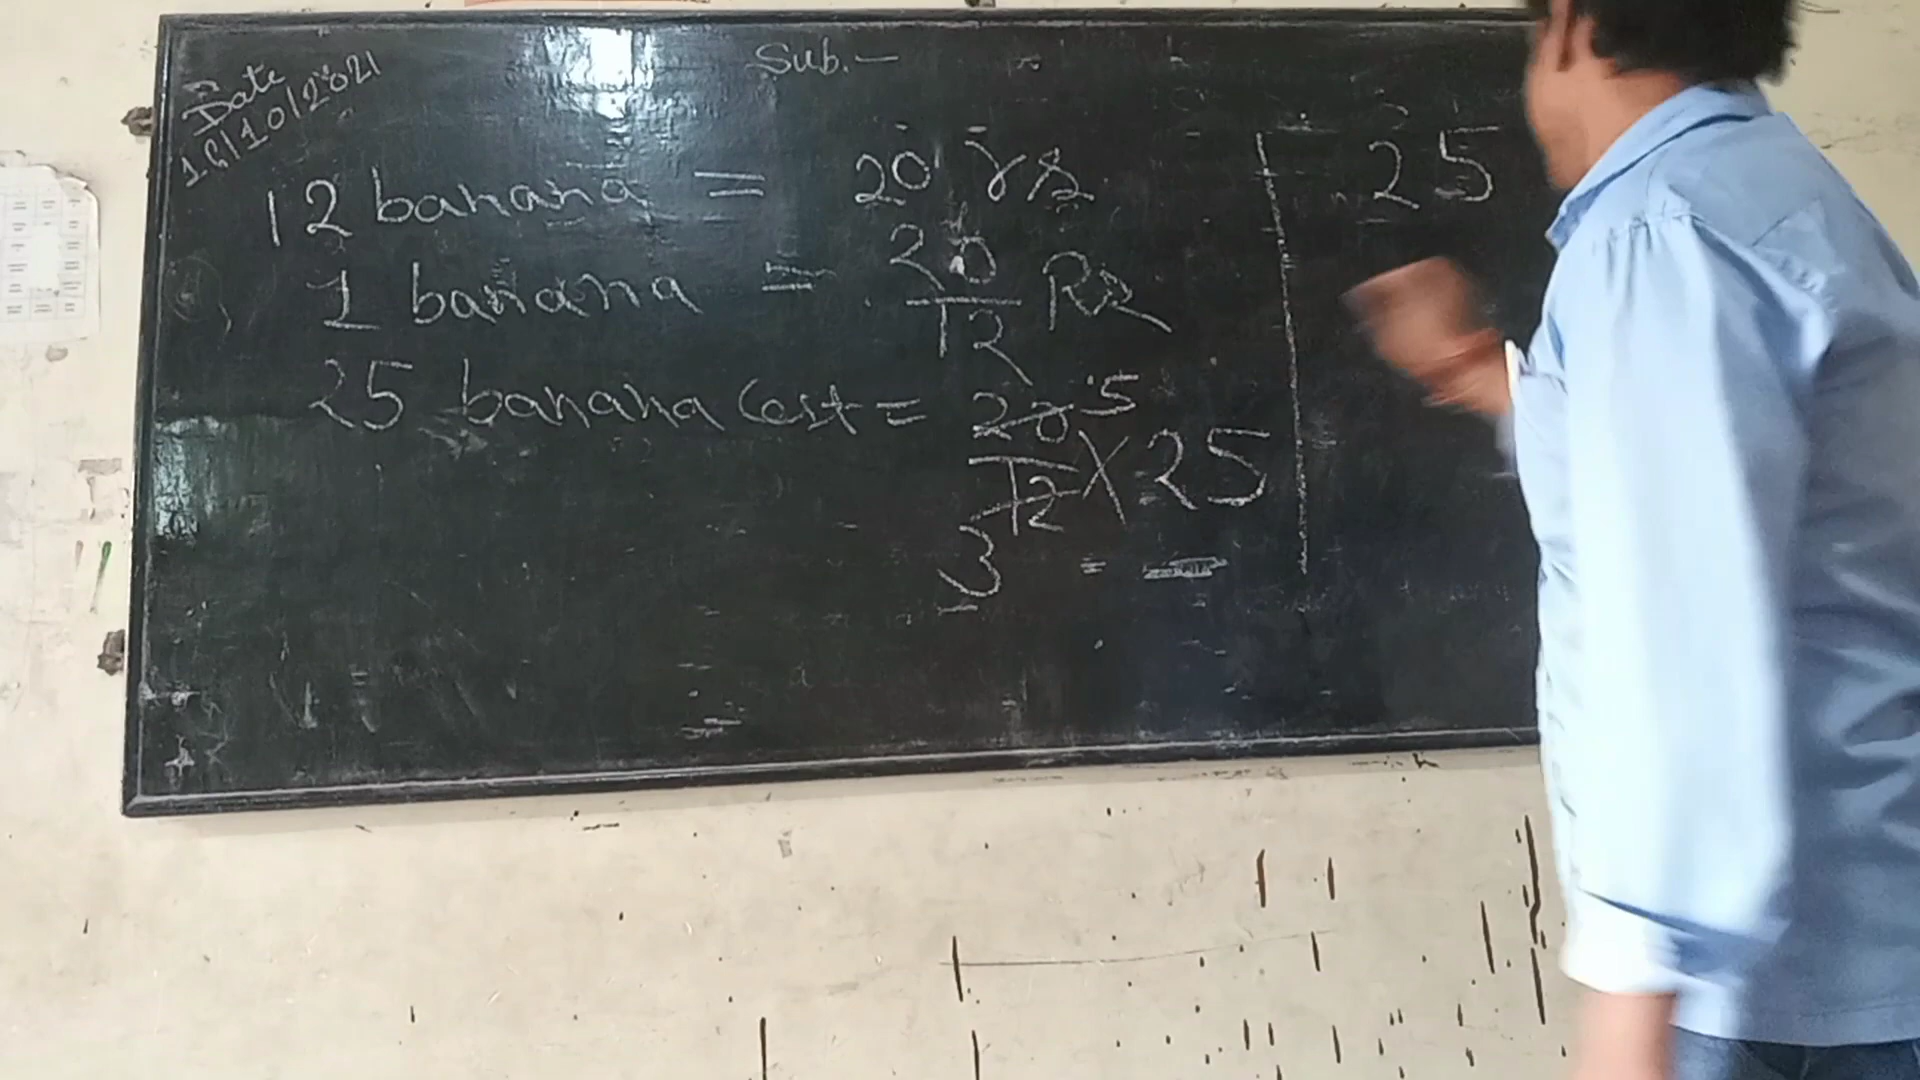 Date
16/10/2021
Sub.-
12 banana = 20 rs
1 banana = 20/12 Rs
25 banana Cost = 20 5
12 X 25
3 =
25